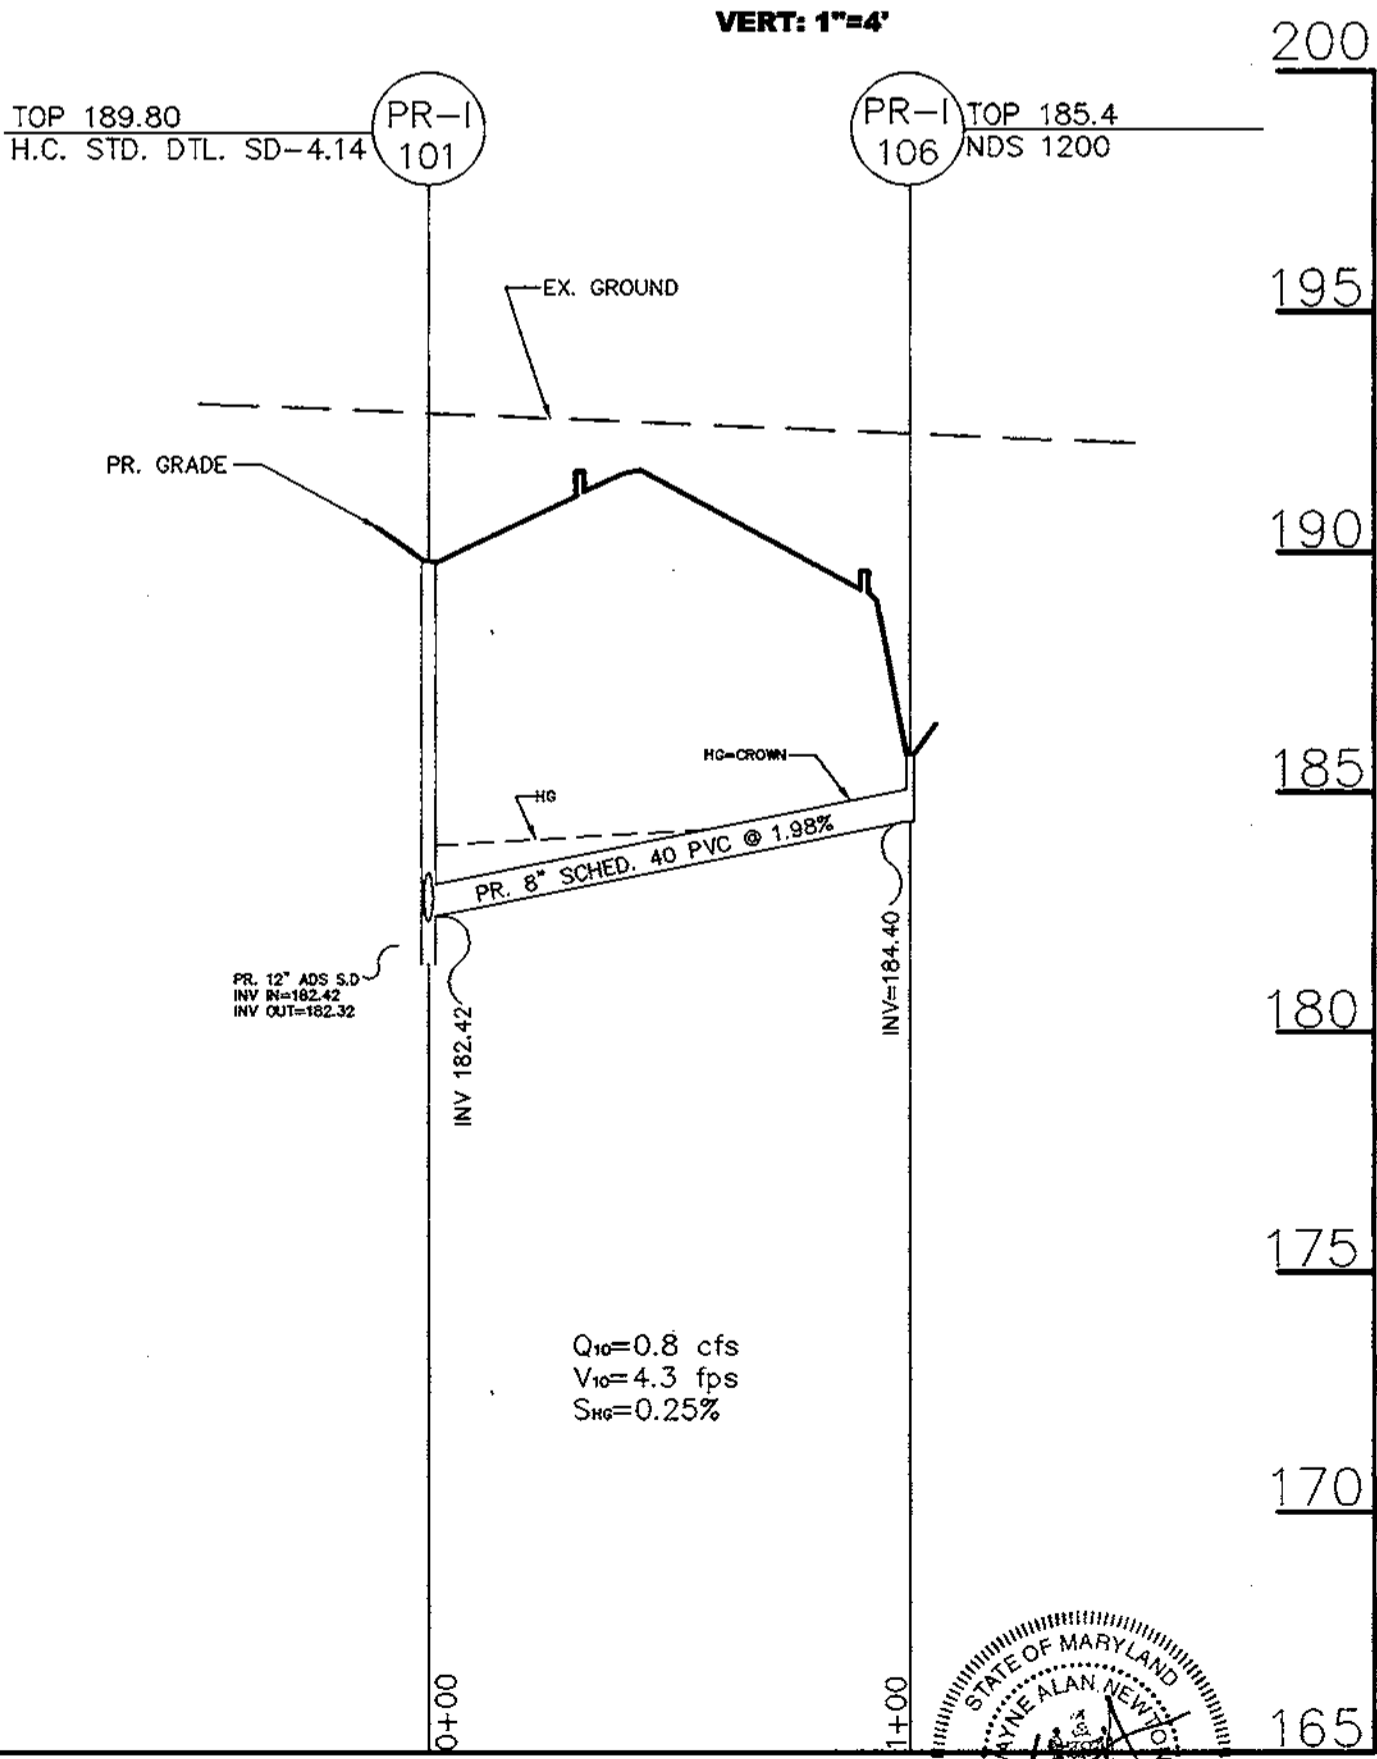 VERT: 1"=4'
200
TOP 189.80
H.C. STD. DTL. SD-4.14
PR-I
101
PR-I
106
TOP 185.4
NDS 1200
195
EX. GROUND
PR. GRADE
190
HG=CROWN
185
HG
PR. 8" SCHED. 40 PVC @ 1.98%
PR. 12" ADS S.D
INV IN=182.42
INV OUT=182.32
INV 182.42
INV=184.40
180
175
Q10=0.8 cfs
V10=4.3 fps
SHG=0.25%
170
0+00
1+00
STATE OF MARYLAND
ALAN
165